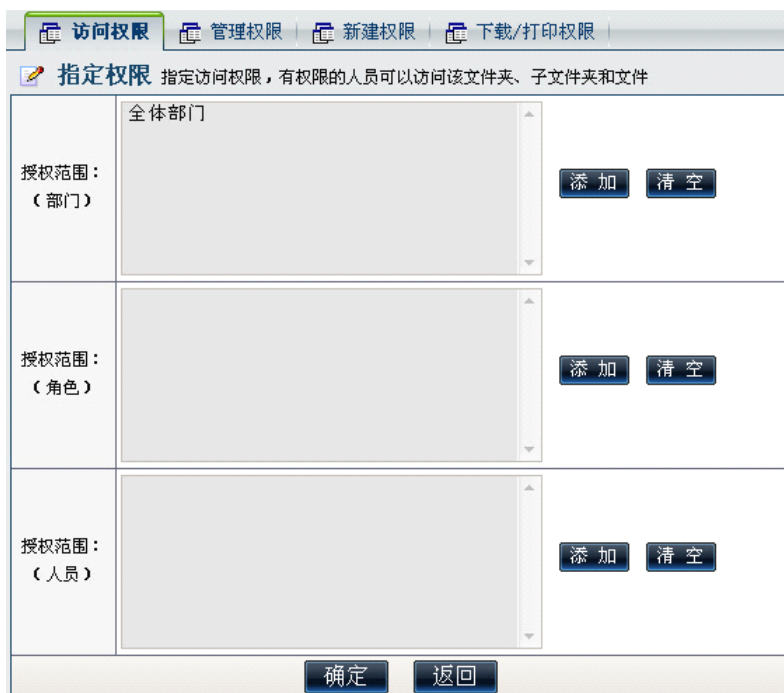 访问权限 管理权限 新建权限 下载/打印权限
指定权限 指定访问权限，有权限的人员可以访问该文件夹、子文件夹和文件
全体部门
授权范围：
（部门）
添 加 清 空
授权范围：
（角色）
添 加 清 空
授权范围：
（人员）
添 加 清 空
确定 返回